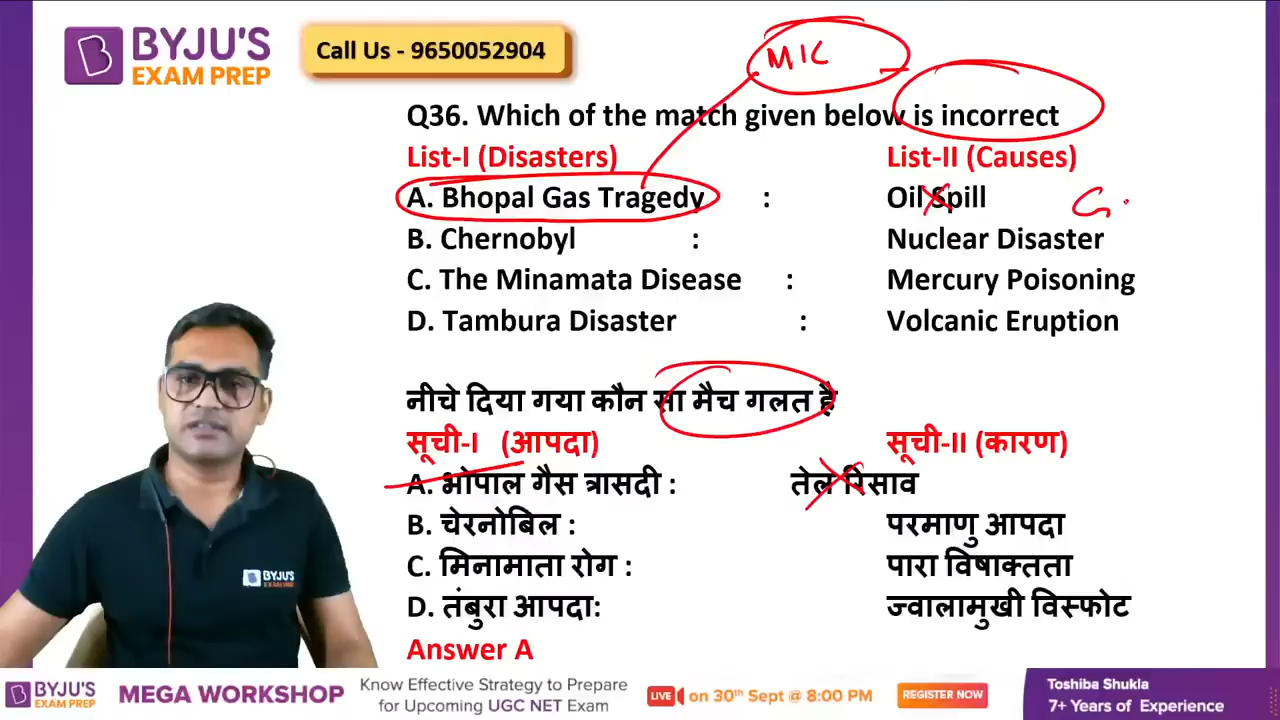 BYJU'S
EXAM PREP
Call Us - 9650052904
MIC
Q36. Which of the match given below is incorrect
List-I (Disasters) List-II (Causes)
A. Bhopal Gas Tragedy : Oil Spill G
B. Chernobyl : Nuclear Disaster
C. The Minamata Disease : Mercury Poisoning
D. Tambura Disaster : Volcanic Eruption
नीचे दिया गया कौन सा मैच गलत है
सूची-I (आपदा) सूची-II (कारण)
A. भोपाल गैस त्रासदी : तेल रिसाव
B. चेरनोबिल : परमाणु आपदा
C. मिनामाता रोग : पारा विषाक्तता
D. तंबुरा आपदा: ज्वालामुखी विस्फोट
Answer A
BYJU'S
BYJU'S
EXAM PREP
MEGA WORKSHOP
Know Effective Strategy to Prepare
for Upcoming UGC NET Exam
LIVE on 30th Sept @ 8:00 PM
REGISTER NOW
Toshiba Shukla
7+ Years of Experience